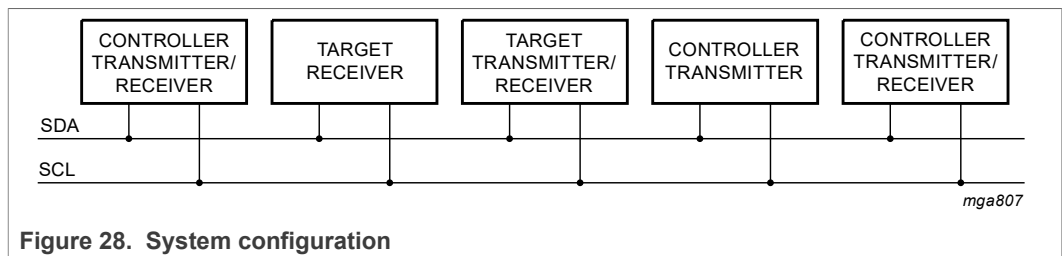 CONTROLLER
TRANSMITTER/
RECEIVER
TARGET
RECEIVER
TARGET
TRANSMITTER/
RECEIVER
CONTROLLER
TRANSMITTER
CONTROLLER
TRANSMITTER/
RECEIVER
SDA
SCL
mga807
Figure 28. System configuration